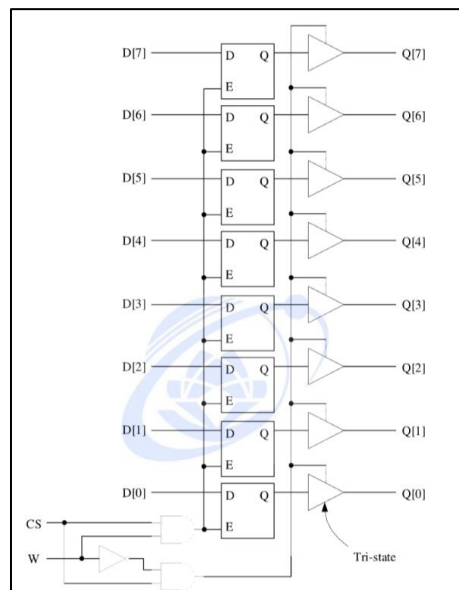 D[7] D Q Q[7]
E
D[6] D Q Q[6]
E
D[5] D Q Q[5]
E
D[4] D Q Q[4]
E
D[3] D Q Q[3]
E
D[2] D Q Q[2]
E
D[1] D Q Q[1]
E
D[0] D Q Q[0]
CS E
W Tri-state